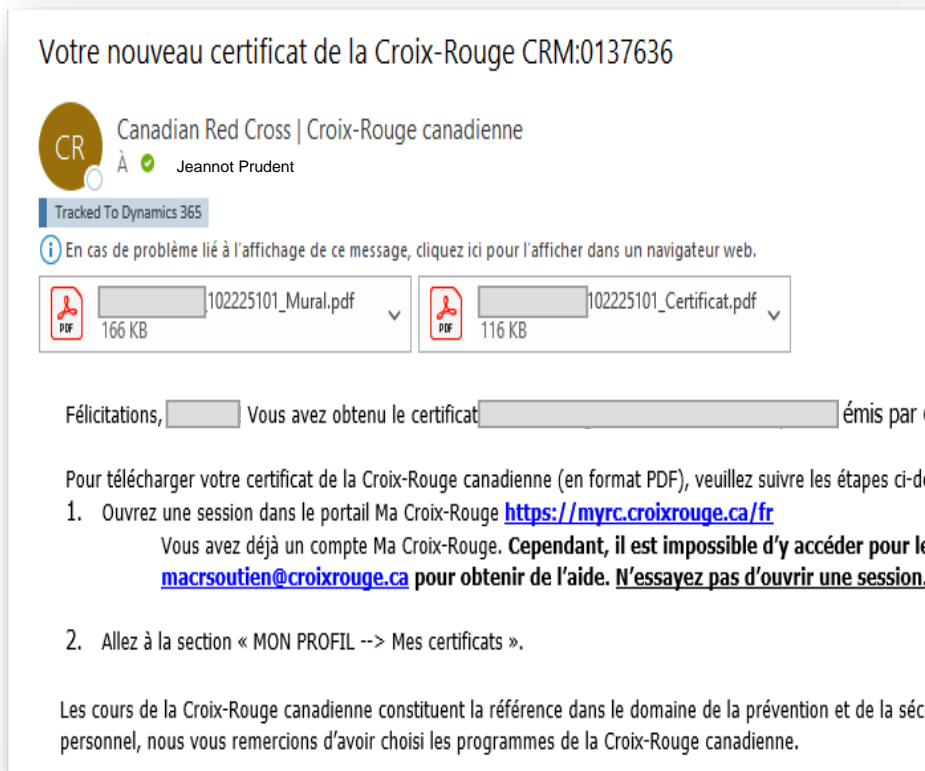 Votre nouveau certificat de la Croix-Rouge CRM:0137636
CR
Canadian Red Cross | Croix-Rouge canadienne
À Jeannot Prudent
Tracked To Dynamics 365
En cas de problème lié à l'affichage de ce message, cliquez ici pour l'afficher dans un navigateur web.
PDF 102225101_Mural.pdf
166 KB
PDF 102225101_Certificat.pdf
116 KB
Félicitations, Vous avez obtenu le certificat émis par
Pour télécharger votre certificat de la Croix-Rouge canadienne (en format PDF), veuillez suivre les étapes ci-d
1. Ouvrez une session dans le portail Ma Croix-Rouge https://myrc.croixrouge.ca/fr
Vous avez déjà un compte Ma Croix-Rouge. Cependant, il est impossible d'y accéder pour l
macrsoutien@croixrouge.ca pour obtenir de l'aide. N'essayez pas d'ouvrir une session.
2. Allez à la section « MON PROFIL --> Mes certificats ».
Les cours de la Croix-Rouge canadienne constituent la référence dans le domaine de la prévention et de la séc
personnel, nous vous remercions d'avoir choisi les programmes de la Croix-Rouge canadienne.